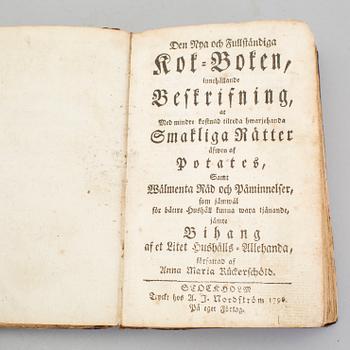 Den Nya och Fullständiga
Kok-Boken,
innehållande
Beskrifning,
at
Med mindre kostnad tilreda hwarjehanda
Smakliga Rätter
äfwen af
Potates,
Samt
Wälmenta Råd och Påminnelser,
som jämwäl
för bättre Hushåll kunna wara tjänande,
jämte
Bihang
af et Litet Hushålls-Allehanda,
författad af
Anna Maria Rückerschöld.
STOCKHOLM
Tryckt hos A. J. Nordström 1796.
På eget Förlag.